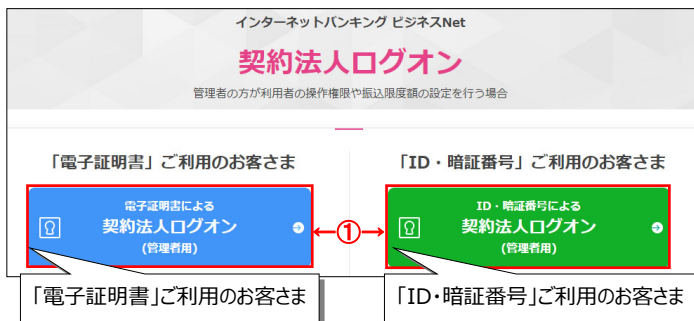 インターネットバンキング ビジネスNet
契約法人ログオン
管理者の方が利用者の操作権限や振込限度額の設定を行う場合
「電子証明書」ご利用のお客さま
「ID・暗証番号」ご利用のお客さま
電子証明書による
契約法人ログオン
(管理者用)
①
ID・暗証番号による
契約法人ログオン
(管理者用)
「電子証明書」ご利用のお客さま
「ID・暗証番号」ご利用のお客さま